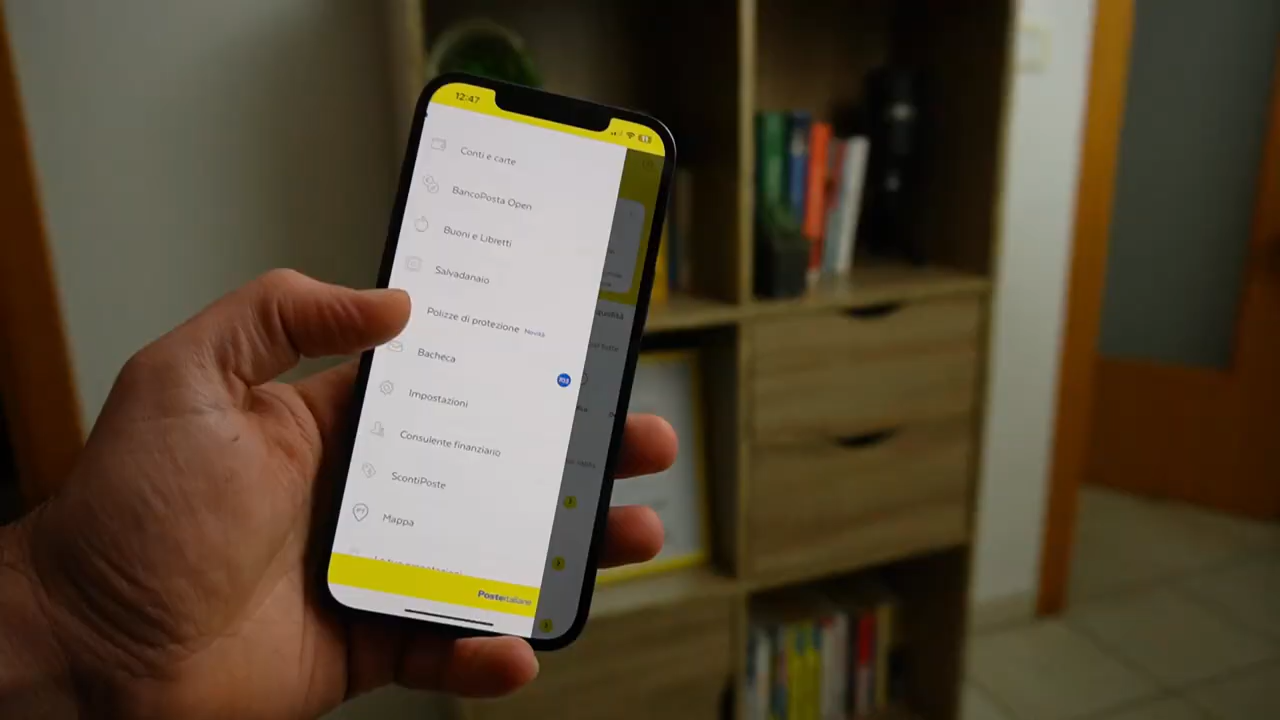 12:47
Conti e carte
BancoPosta Open
Buoni e Libretti
Salvadanaio
Polizze di protezione Novità
Bacheca
Impostazioni
Consulente finanziario
ScontiPoste
Mappa
Posteitaliane